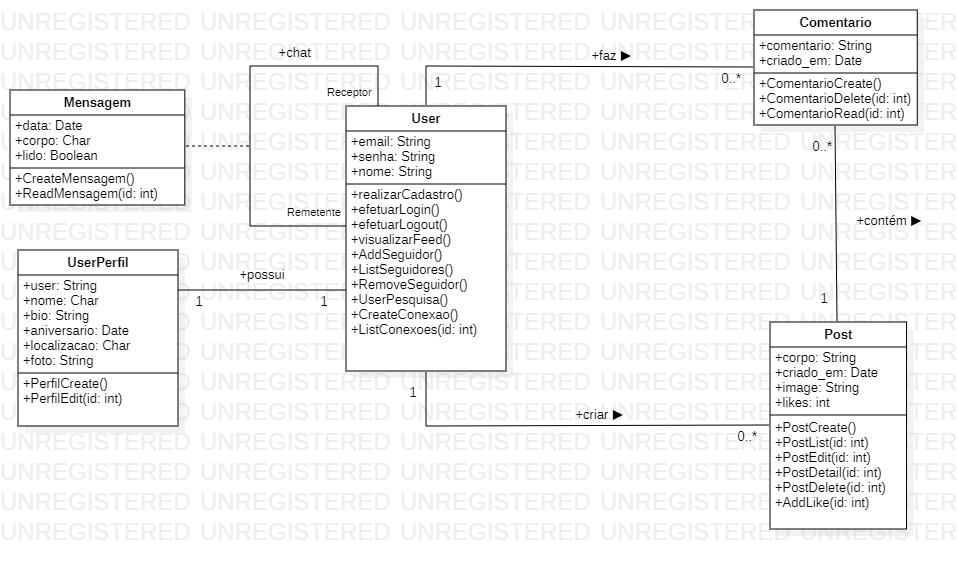 Comentario
+comentario: String
+criado_em: Date
+ComentarioCreate()
+ComentarioDelete(id: int)
+ComentarioRead(id: int)
+chat
+faz ▶
1
0..*
Receptor
Remetente
Mensagem
+data: Date
+corpo: Char
+lido: Boolean
+CreateMensagem()
+ReadMensagem(id: int)
User
+email: String
+senha: String
+nome: String
+realizarCadastro()
+efetuarLogin()
+efetuarLogout()
+visualizarFeed()
+AddSeguidor()
+ListSeguidores()
+RemoveSeguidor()
+UserPesquisa()
+CreateConexao()
+ListConexoes(id: int)
0..*
+contém ▶
1
UserPerfil
+user: String
+nome: Char
+bio: String
+aniversario: Date
+localizacao: Char
+foto: String
+PerfilCreate()
+PerfilEdit(id: int)
+possui
1
1
Post
+corpo: String
+criado_em: Date
+image: String
+likes: int
+PostCreate()
+PostList(id: int)
+PostEdit(id: int)
+PostDetail(id: int)
+PostDelete(id: int)
+AddLike(id: int)
1
+criar ▶
0..*
UNREGISTERED